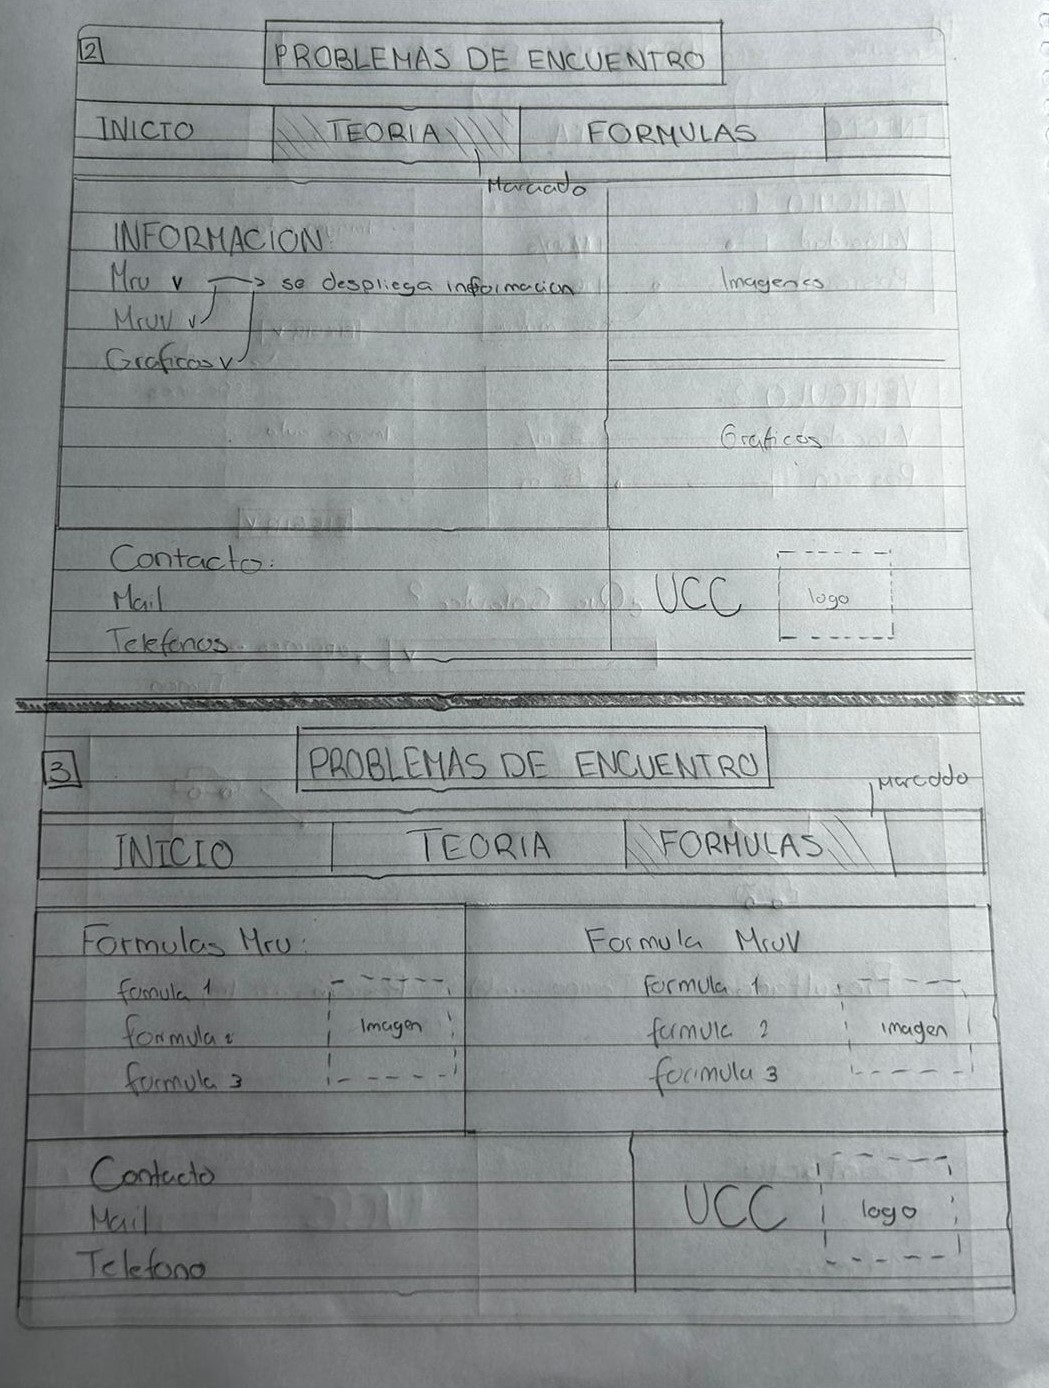 2
PROBLEMAS DE ENCUENTRO
INICIO TEORIA FORMULAS
Marcado
INFORMACION:
Mru v → se despliega información
Mruv v
Graficos v
Imagenes
Graficos
Contacto:
Mail
Telefonos
UCC logo
3
PROBLEMAS DE ENCUENTRO
Marcado
INICIO TEORIA FORMULAS
Formulas Mru:
fomula 1
formula 2
formula 3
Imagen
Formula MruV
Formula 1
formula 2
formula 3
imagen
Contacto
Mail
Telefono
UCC logo